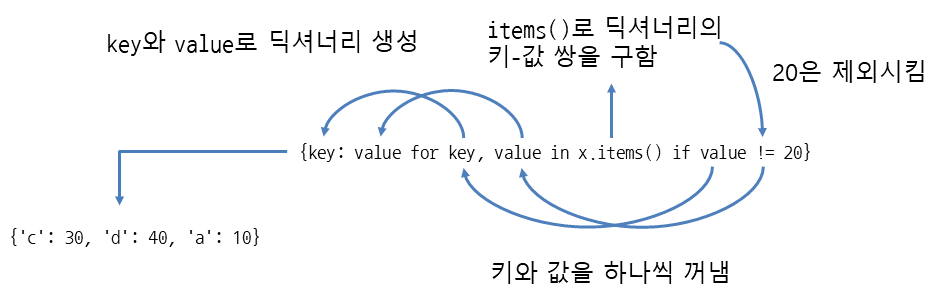 key와 value로 딕셔너리 생성
items()로 딕셔너리의
키-값 쌍을 구함
20은 제외시킴
{key: value for key, value in x.items() if value != 20}
{'c': 30, 'd': 40, 'a': 10}
키와 값을 하나씩 꺼냄